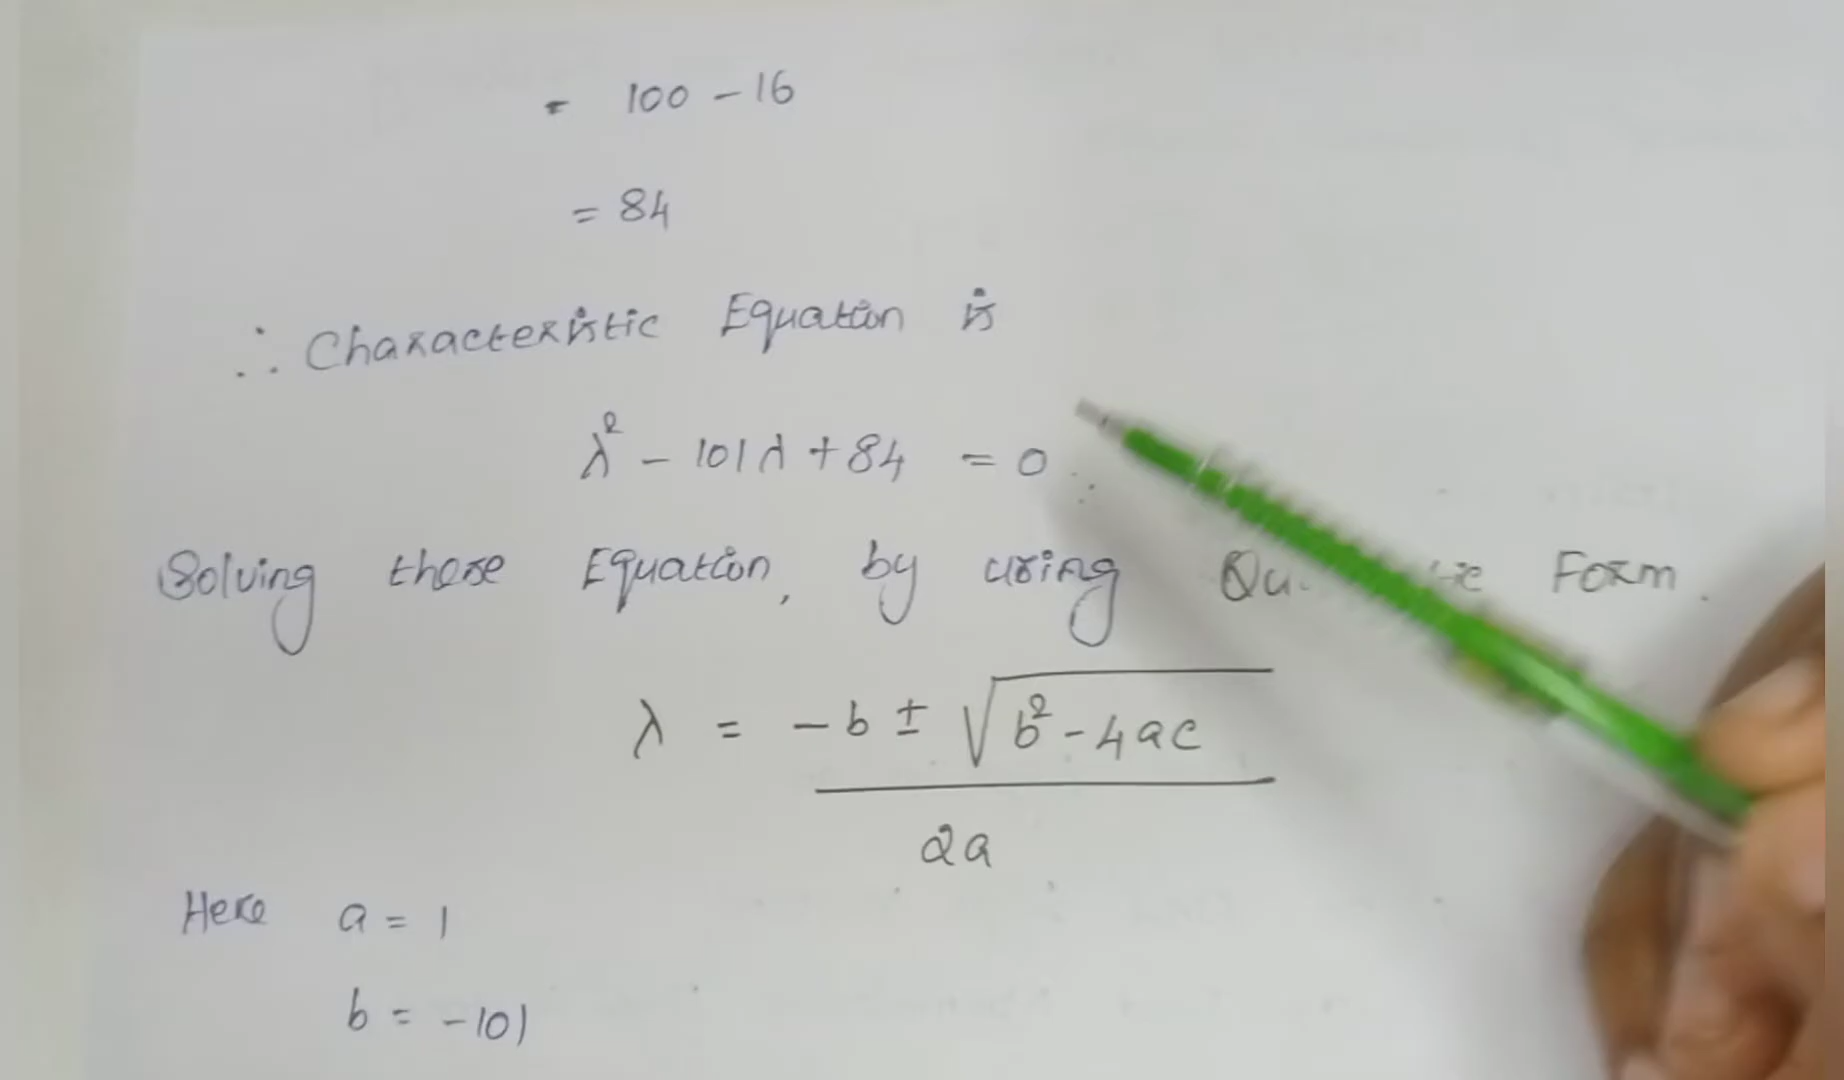 = 100 - 16
= 84
∴ Characteristic Equation is
λ² - 101λ + 84 = 0
Solving these Equation, by using Form.
λ = -b ± √b² - 4ac
2a
Here a = 1
b = -101